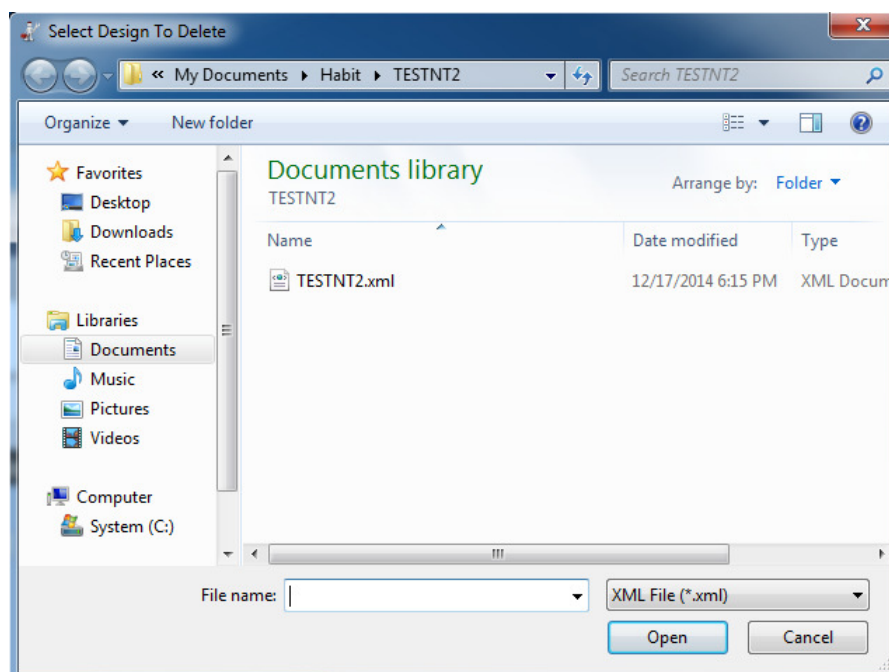 Select Design To Delete
« My Documents Habit TESTNT2
Search TESTNT2
Organize
New folder
Favorites
Desktop
Downloads
Recent Places
Libraries
Documents
Music
Pictures
Videos
Computer
System (C:)
Documents library
TESTNT2
Arrange by: Folder
Name Date modified Type
TESTNT2.xml 12/17/2014 6:15 PM XML Docum
File name:
XML File (*.xml)
Open
Cancel